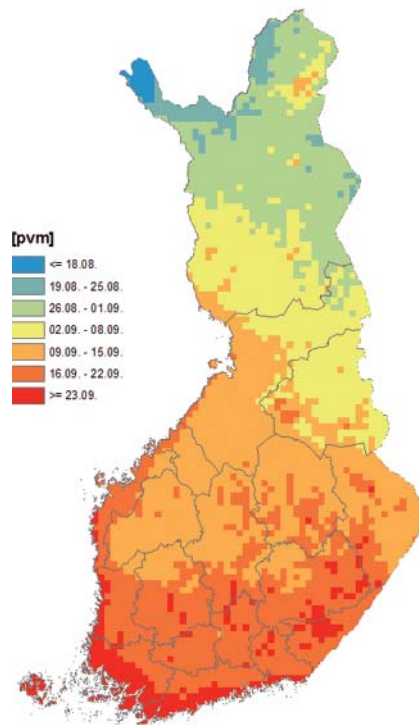 [pvm]
<= 18.08.
19.08. - 25.08.
26.08. - 01.09.
02.09. - 08.09.
09.09. - 15.09.
16.09. - 22.09.
>= 23.09.